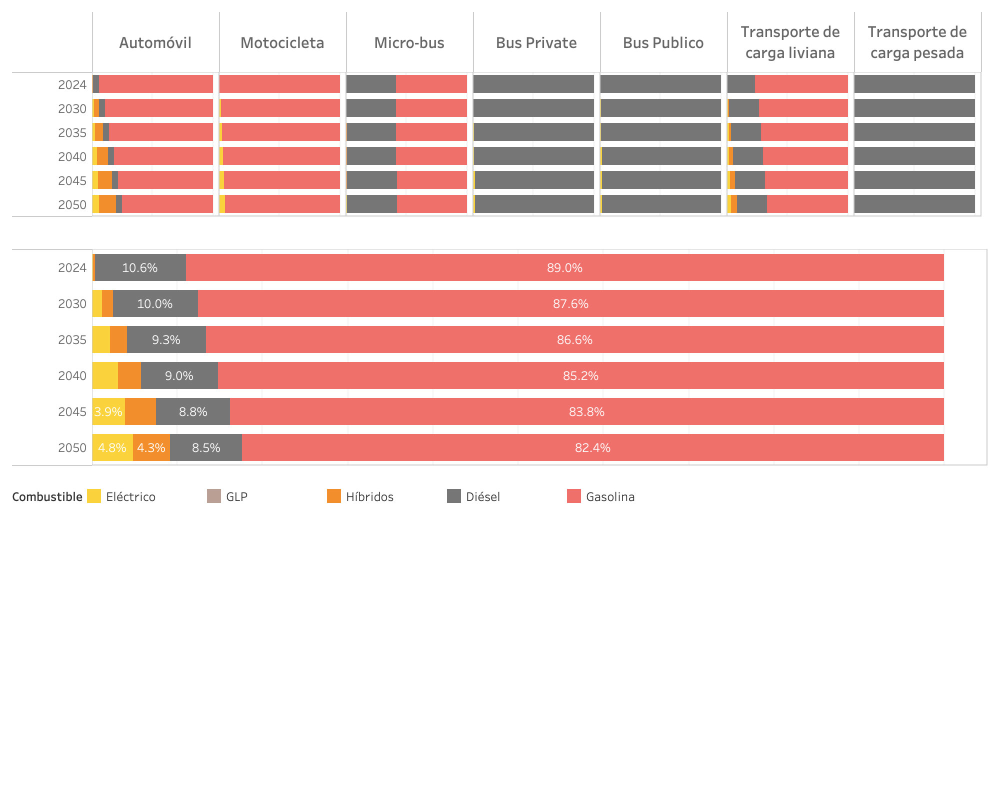 Automóvil
Motocicleta
Micro-bus
Bus Private
Bus Publico
Transporte de
carga liviana
Transporte de
carga pesada
2024
2030
2035
2040
2045
2050
2024 10.6% 89.0%
2030 10.0% 87.6%
2035 9.3% 86.6%
2040 9.0% 85.2%
2045 3.9% 8.8% 83.8%
2050 4.8% 4.3% 8.5% 82.4%
Combustible Eléctrico GLP Híbridos Diésel Gasolina